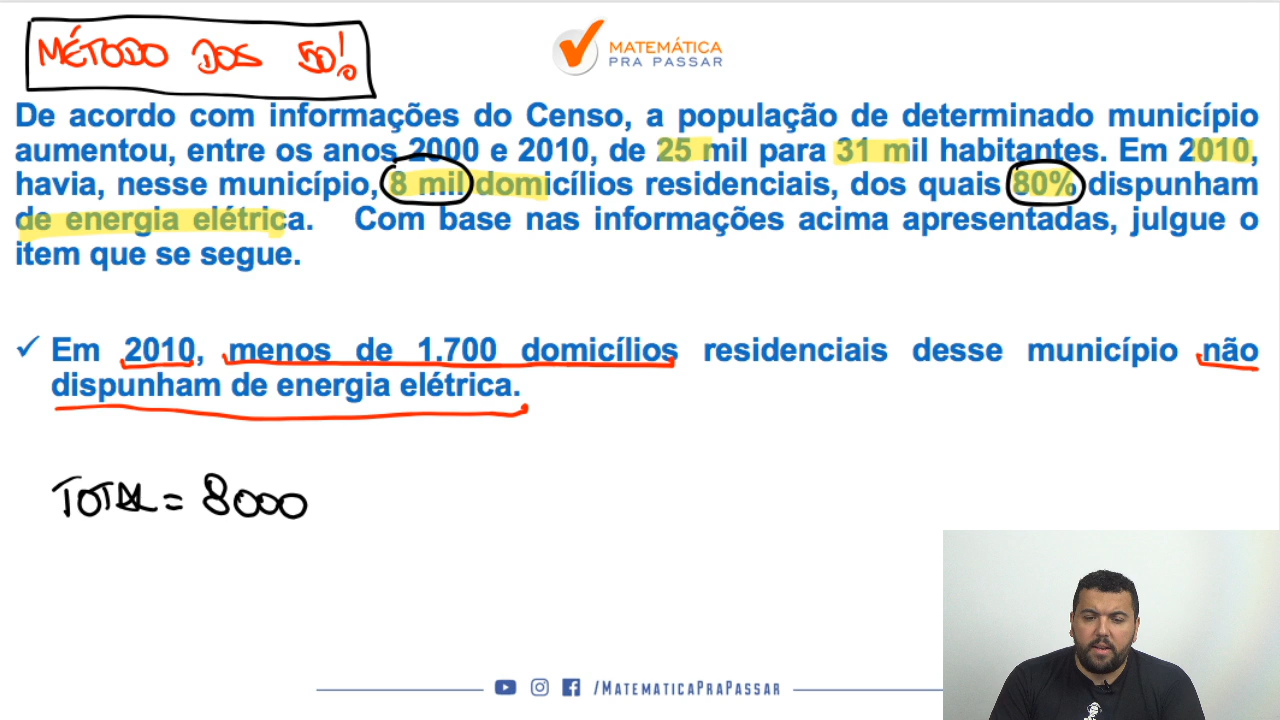 MÉTODO DOS 50!
MATEMÁTICA
PRA PASSAR
De acordo com informações do Censo, a população de determinado município
aumentou, entre os anos 2000 e 2010, de 25 mil para 31 mil habitantes. Em 2010,
havia, nesse município, 8 mil domicílios residenciais, dos quais 80% dispunham
de energia elétrica. Com base nas informações acima apresentadas, julgue o
item que se segue.
✓ Em 2010, menos de 1.700 domicílios residenciais desse município não
dispunham de energia elétrica.
TOTAL = 8000
/MATEMATICAPRAPASSAR